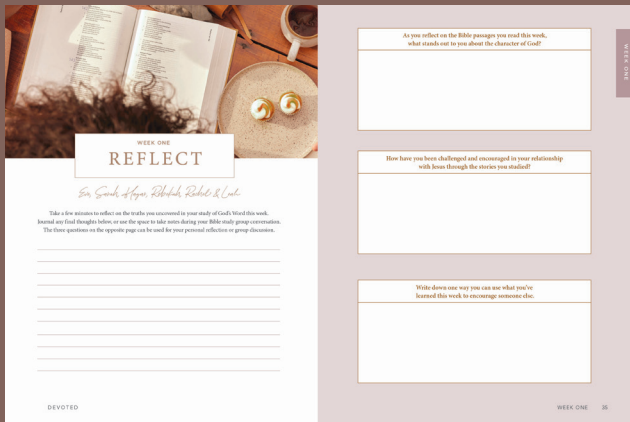 WEEK ONE
REFLECT
Eve, Sarah, Hagar, Rebekah, Rachel & Leah
Take a few minutes to reflect on the truths you uncovered in your study of God's Word this week.
Journal any final thoughts below, or use the space to take notes during your Bible study group conversation.
The three questions on the opposite page can be used for your personal reflection or group discussion.
DEVOTED
As you reflect on the Bible passages you read this week,
what stands out to you about the character of God?
How have you been challenged and encouraged in your relationship
with Jesus through the stories you studied?
Write down one way you can use what you've
learned this week to encourage someone else.
WEEK ONE
WEEK ONE 35